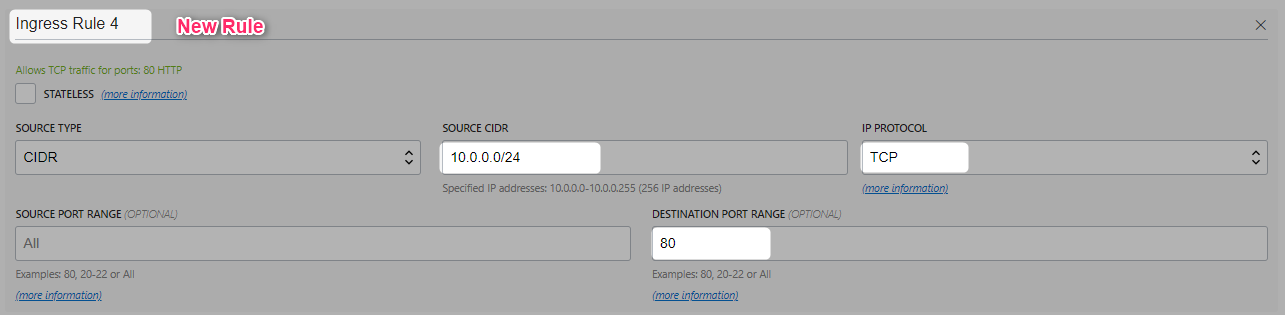 Ingress Rule 4 New Rule
Allows TCP traffic for ports: 80 HTTP
STATELESS (more information)
SOURCE TYPE SOURCE CIDR IP PROTOCOL
CIDR 10.0.0.0/24 TCP
Specified IP addresses: 10.0.0.0-10.0.0.255 (256 IP addresses) (more information)
SOURCE PORT RANGE (OPTIONAL) DESTINATION PORT RANGE (OPTIONAL)
All 80
Examples: 80, 20-22 or All Examples: 80, 20-22 or All
(more information) (more information)